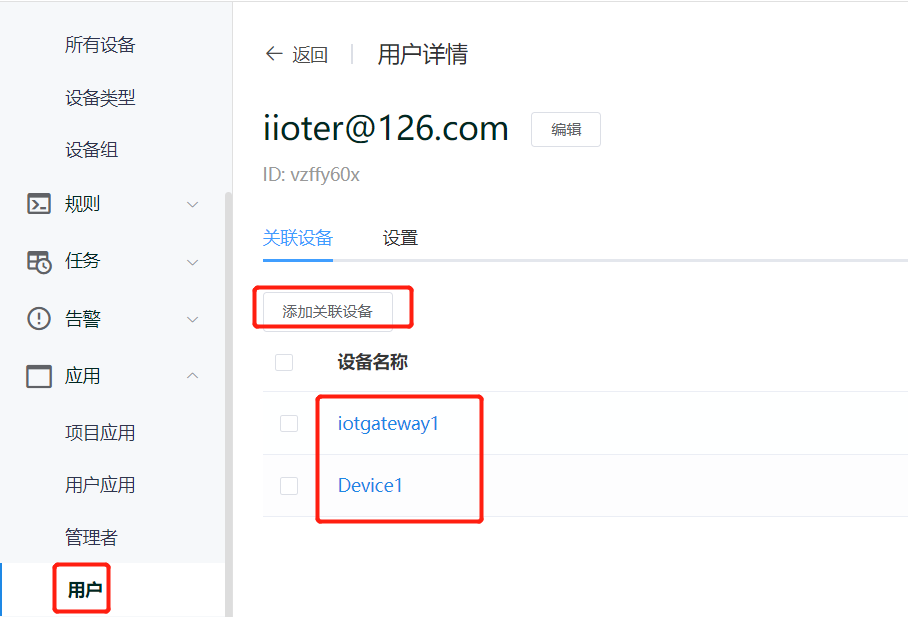 所有设备
设备类型
设备组
规则
任务
告警
应用
项目应用
用户应用
管理者
用户
返回 用户详情
iioter@126.com 编辑
ID: vzffy60x
关联设备 设置
添加关联设备
设备名称
iotgateway1
Device1